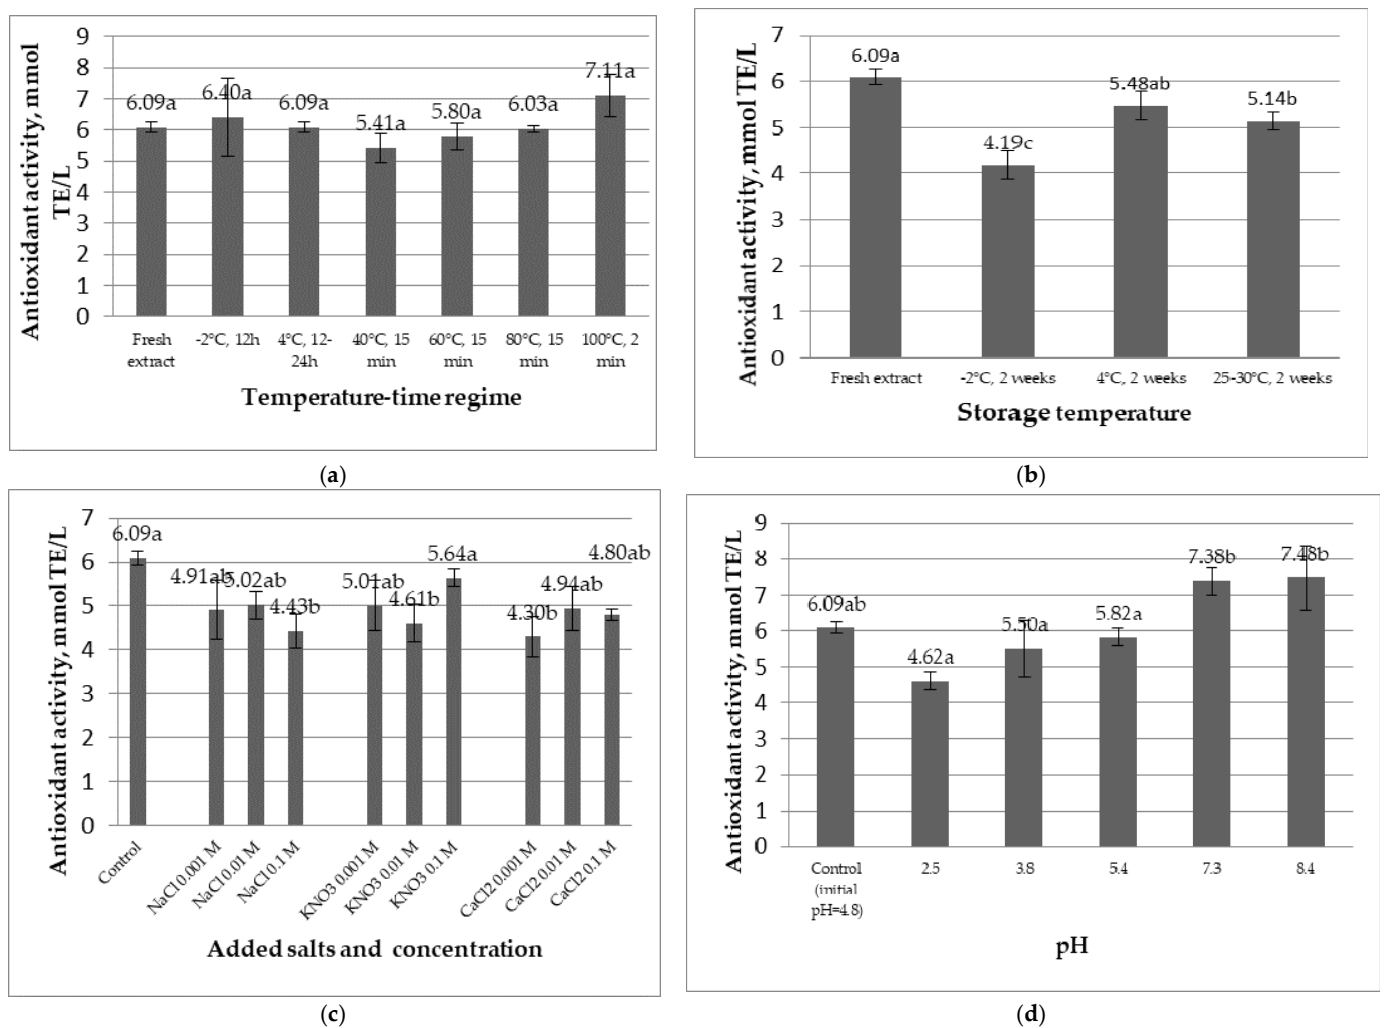 Antioxidant activity, mmol
TE/L
9
8
7
6
5
4
3
2
1
0
6.09a
6.40a
6.09a
5.41a
5.80a
6.03a
7.11a
Fresh
extract
-2°C, 12h
4°C, 12-
24h
40°C, 15
min
60°C, 15
min
80°C, 15
min
100°C, 2
min
Temperature-time regime
(a)
Antioxidant activity, mmol TE/L
7
6
5
4
3
2
1
0
6.09a
4.19c
5.48ab
5.14b
Fresh extract
-2°C, 2 weeks
4°C, 2 weeks
25-30°C, 2 weeks
Storage temperature
(b)
Antioxidant activity, mmol TE/L
7
6
5
4
3
2
1
0
6.09a
4.91ab
5.02ab
4.43b
5.01ab
4.61b
5.64a
4.30b
4.94ab
4.80ab
Control
NaCl 0.001 M
NaCl 0.01 M
NaCl 0.1 M
KNO3 0.001 M
KNO3 0.01 M
KNO3 0.1 M
CaCl2 0.001 M
CaCl2 0.01 M
CaCl2 0.1 M
Added salts and concentration
(c)
Antioxidant activity, mmol TE/L
9
8
7
6
5
4
3
2
1
0
6.09ab
4.62a
5.50a
5.82a
7.38b
7.48b
Control
(initial
pH=4.8)
2.5
3.8
5.4
7.3
8.4
pH
(d)